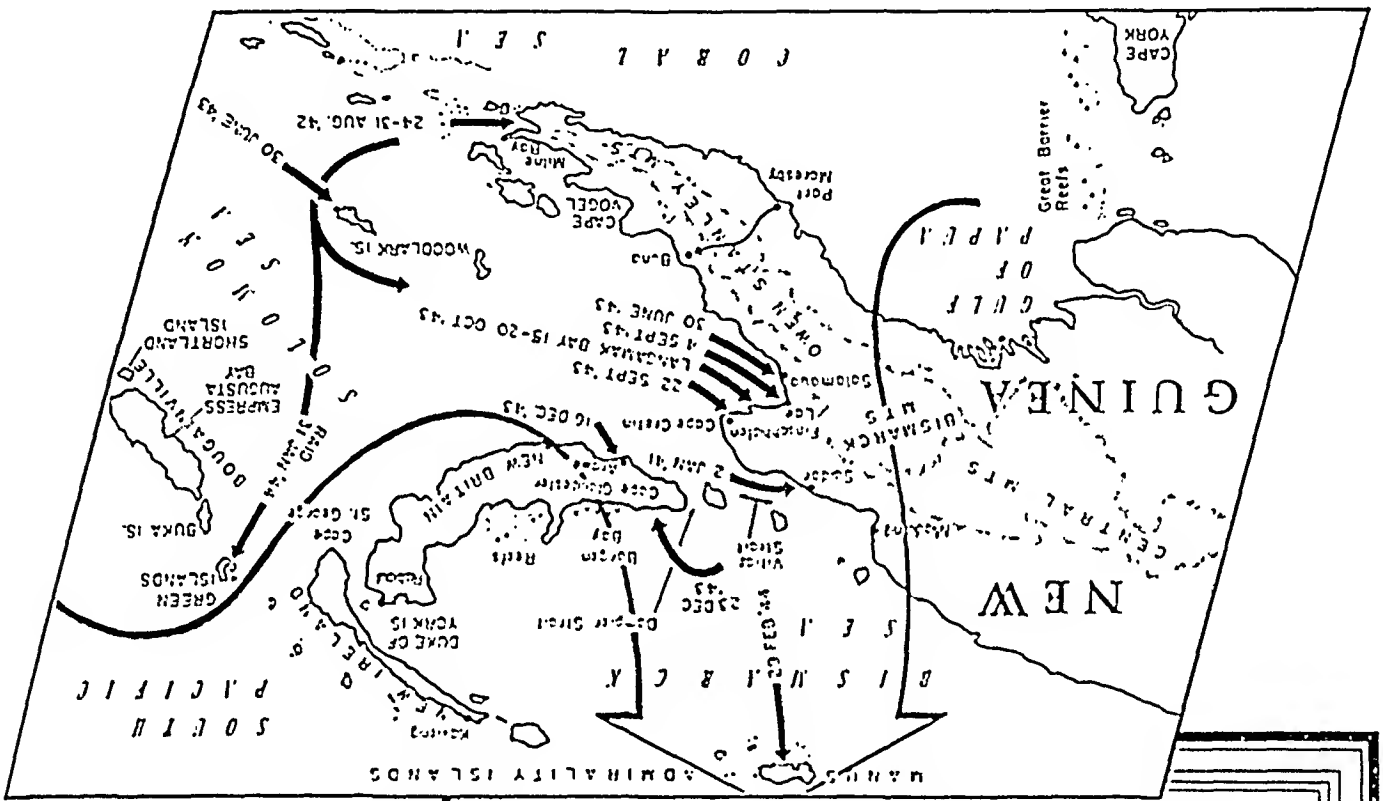 MANUS
ADMIRALITY ISLANDS
SOUTH
PACIFIC
BISMARCK
SEA
NEW
GUINEA
Kavieng
NEW IRELAND
DUKE OF
YORK IS.
Rabaul
GREEN
ISLANDS
BUKA IS.
Cape
St. George
23 DEC
'43
Dampier Strait
Vitiaz
Strait
Borgen
Bay
Reefs
Cape Gloucester
Arawe
NEW BRITAIN
CENTRAL MTS
Madang
Saidor
2 JAN '41
16 DEC. '43
BISMARCK
MTS
Finschhafen
Cape Cretin
Lae
Salamaua
22 SEPT '43
LANGAMAK BAY 15-20 OCT '43
4 SEPT '43
30 JUNE '43
RAID
31 JAN '44
BOUGAINVILLE
EMPRESS
AUGUSTA
BAY
SHORTLAND
ISLAND
SOLOMON
SEA
GULF
OF
PAPUA
OWEN STANLEY
MTS
Buna
Port
Moresby
WOODLARK IS.
CAPE
VOGEL
Milne
Bay
30 JUNE '43
24-31 AUG. '42
Great Barrier
Reefs
CAPE
YORK
CORAL SEA